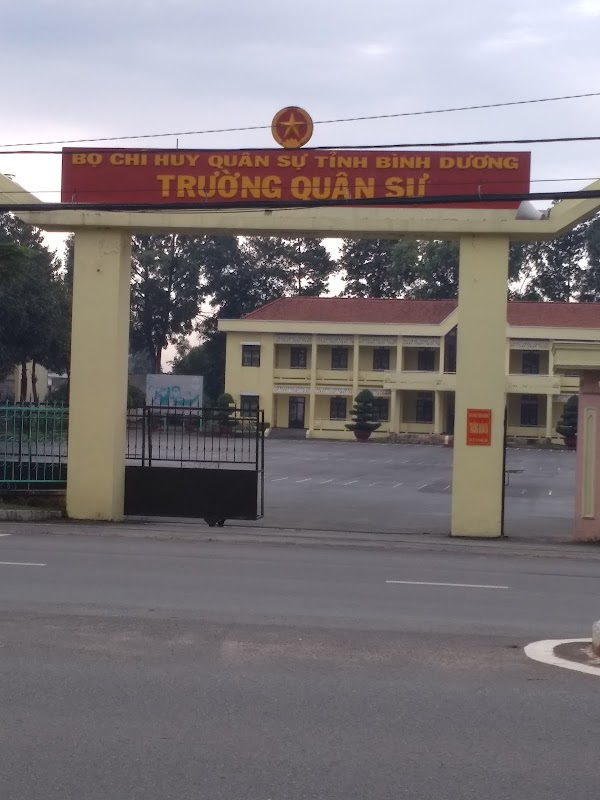 BỘ CHỈ HUY QUÂN SỰ TỈNH BÌNH DƯƠNG
TRƯỜNG QUÂN SỰ